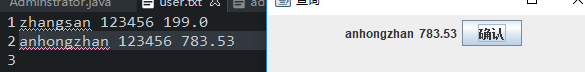 Adminstrator.java user.txt ad
1 zhangsan 123456 199.0
2 anhongzhan 123456 783.53
3
查询
anhongzhan 783.53 确认